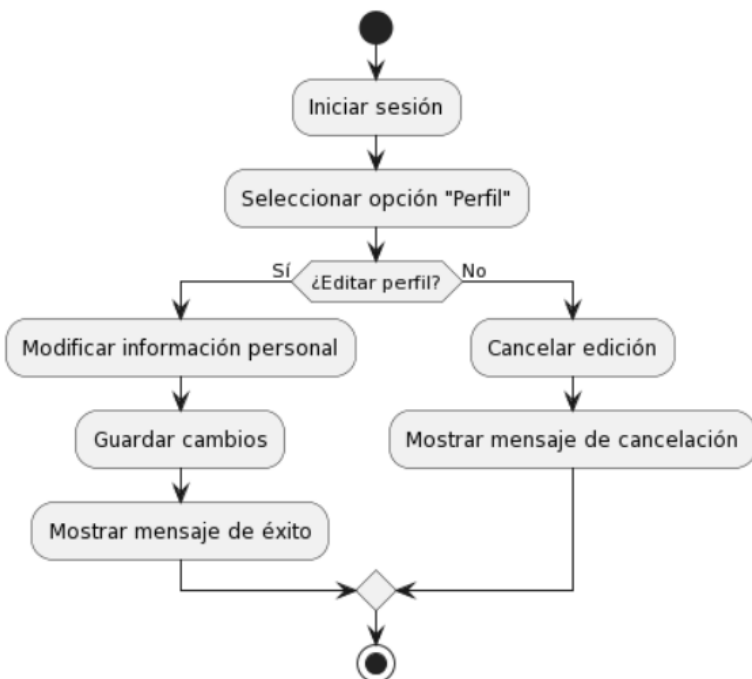 Iniciar sesión
Seleccionar opción "Perfil"
Sí
¿Editar perfil?
No
Modificar información personal
Cancelar edición
Guardar cambios
Mostrar mensaje de cancelación
Mostrar mensaje de éxito